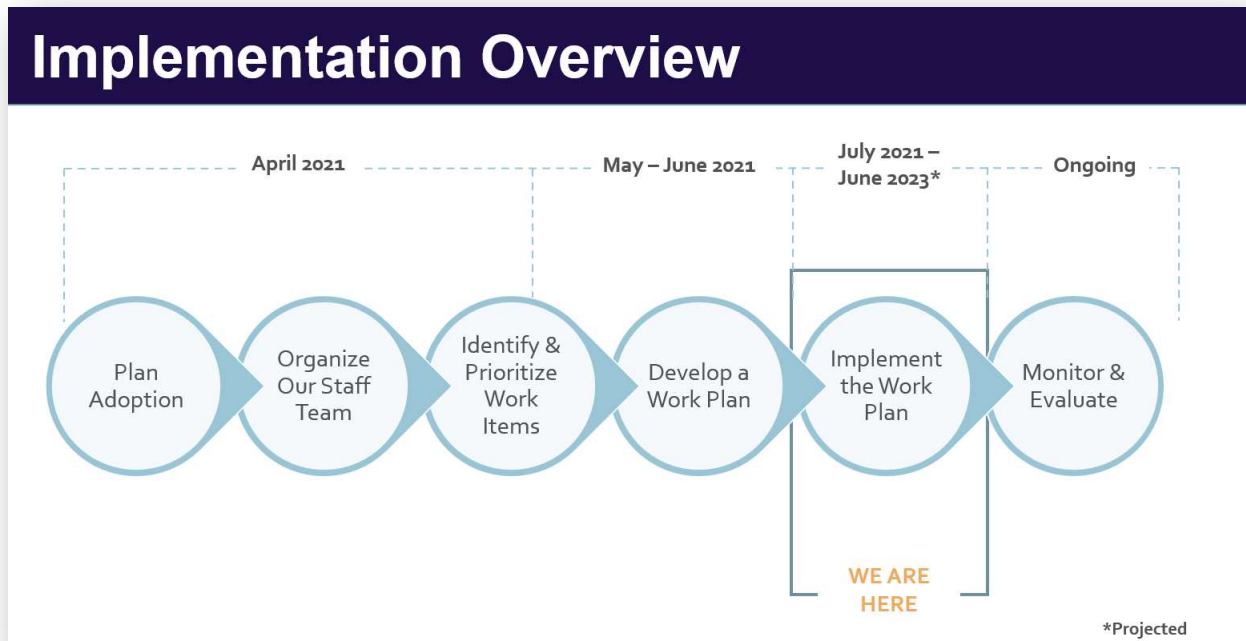 Implementation Overview
April 2021
May – June 2021
July 2021 –
June 2023*
Ongoing
Plan
Adoption
Organize
Our Staff
Team
Identify &
Prioritize
Work
Items
Develop a
Work Plan
Implement
the Work
Plan
Monitor &
Evaluate
WE ARE
HERE
*Projected